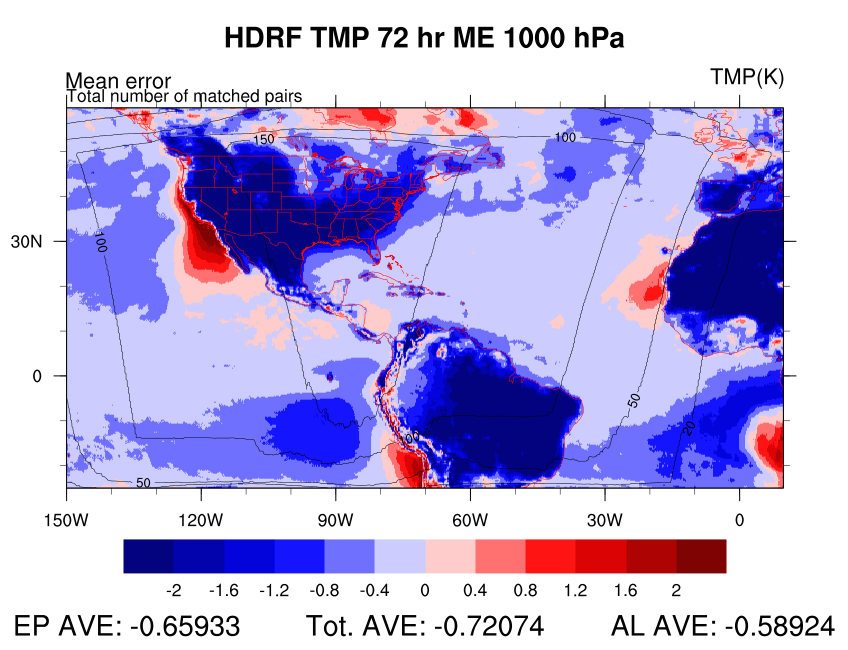 HDRF TMP 72 hr ME 1000 hPa
Mean error
TMP(K)
Total number of matched pairs
150
100
100
30N
0
50
20
100
50
150W 120W 90W 60W 30W 0
-2 -1.6 -1.2 -0.8 -0.4 0 0.4 0.8 1.2 1.6 2
EP AVE: -0.65933 Tot. AVE: -0.72074 AL AVE: -0.58924